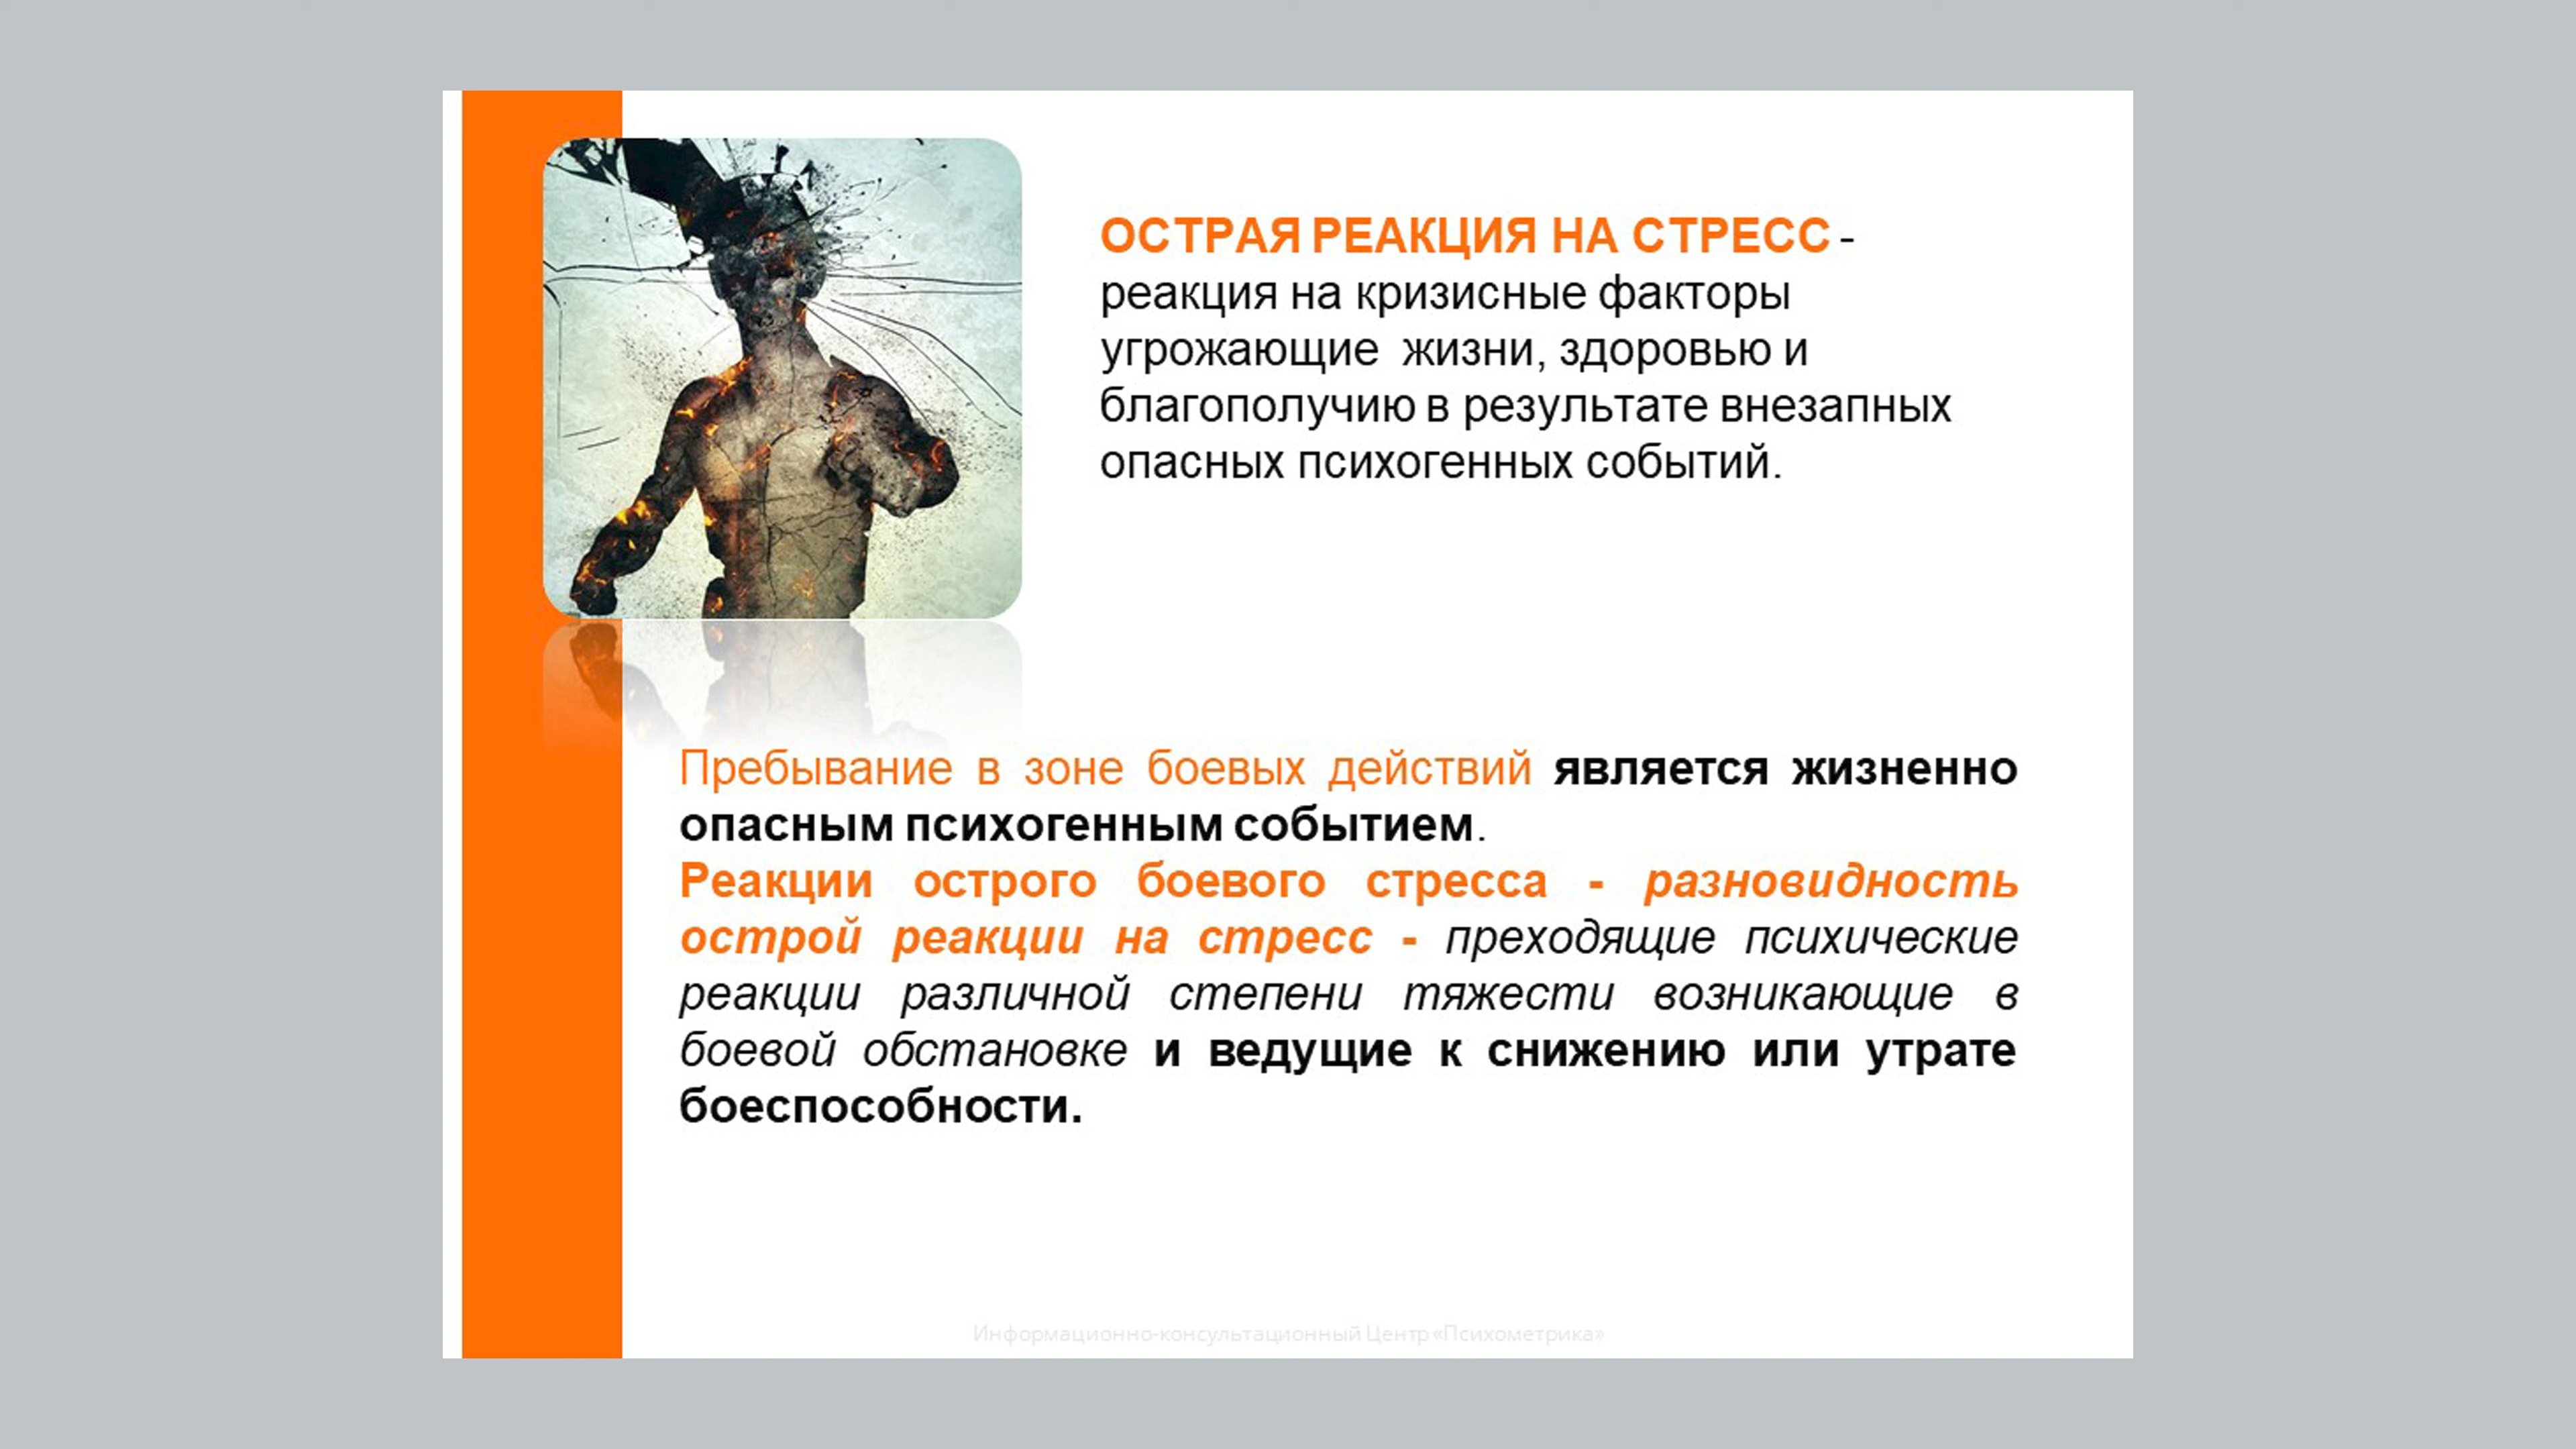 ОСТРАЯ РЕАКЦИЯ НА СТРЕСС -
реакция на кризисные факторы
угрожающие жизни, здоровью и
благополучию в результате внезапных
опасных психогенных событий.
Пребывание в зоне боевых действий является жизненно
опасным психогенным событием.
Реакции острого боевого стресса - разновидность
острой реакции на стресс - преходящие психические
реакции различной степени тяжести возникающие в
боевой обстановке и ведущие к снижению или утрате
боеспособности.
Информационно-консультационный Центр «Психометрика»